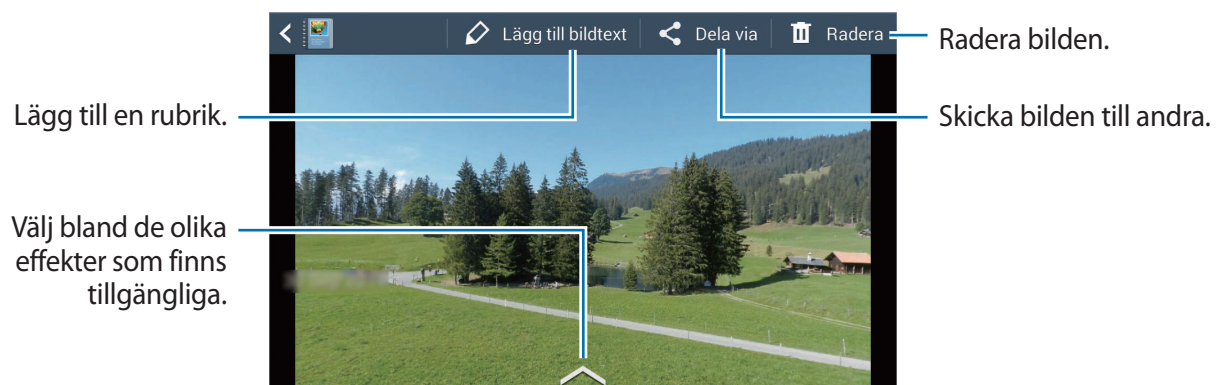 Lägg till bildtext
Dela via
Radera
Radera bilden.
Lägg till en rubrik.
Skicka bilden till andra.
Välj bland de olika
effekter som finns
tillgängliga.